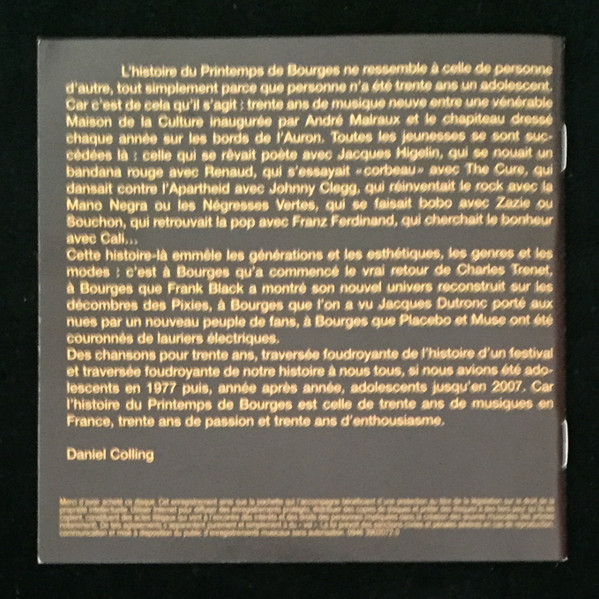 L'histoire du Printemps de Bourges ne ressemble à celle de personne
d'autre, tout simplement parce que personne n'a été trente ans un adolescent.
Car c'est de cela qu'il s'agit : trente ans de musique neuve entre une vénérable
Maison de la Culture inaugurée par André Malraux et le chapiteau dressé
chaque année sur les bords de l'Auron. Toutes les jeunesses se sont suc-
cédées là : celle qui se rêvait poète avec Jacques Higelin, qui se nouait un
bandana rouge avec Renaud, qui s'essayait «corbeau» avec The Cure, qui
dansait contre l'Apartheid avec Johnny Clegg, qui réinventait le rock avec la
Mano Negra ou les Négresses Vertes, qui se faisait bobo avec Zazie ou
Souchon, qui retrouvait la pop avec Franz Ferdinand, qui cherchait le bonheur
avec Cali...
Cette histoire-là emmêle les générations et les esthétiques, les genres et les
modes : c'est à Bourges qu'a commencé le vrai retour de Charles Trenet,
à Bourges que Frank Black a montré son nouvel univers reconstruit sur les
décombres des Pixies, à Bourges que l'on a vu Jacques Dutronc porté aux
nues par un nouveau peuple de fans, à Bourges que Placebo et Muse ont été
couronnés de lauriers électriques.
Des chansons pour trente ans, traversée foudroyante de l'histoire d'un festival
et traversée foudroyante de notre histoire à nous tous, si nous avions été ado-
lescents en 1977 puis, année après année, adolescents jusqu'en 2007. Car
l'histoire du Printemps de Bourges est celle de trente ans de musiques en
France, trente ans de passion et trente ans d'enthousiasme.
Daniel Colling
Merci d'avoir acheté ce disque.